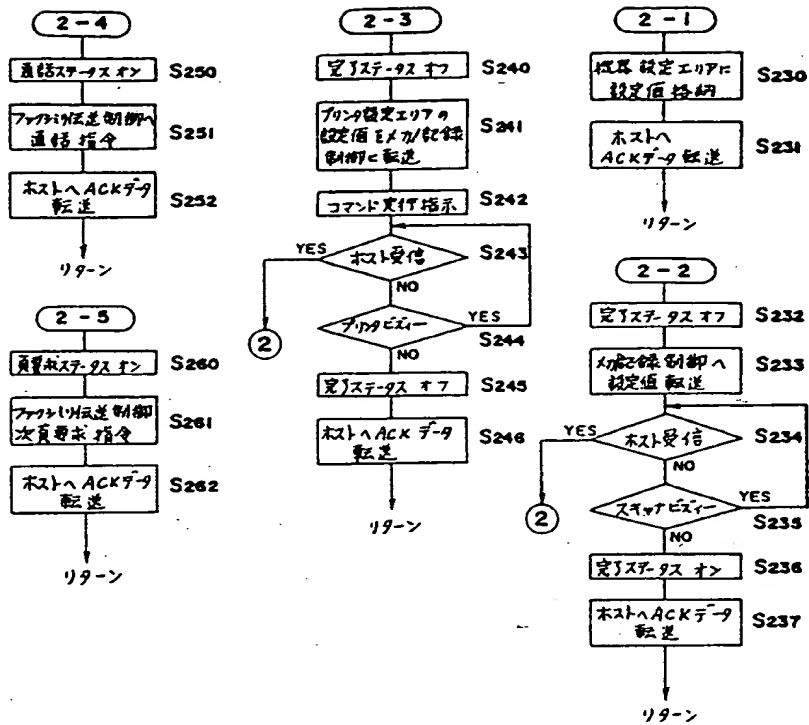 2-4
通話ステータス オン
S250
ファクシミリ伝送制御へ
通話指令
S251
ホストへACKデータ
転送
S252
リターン
2-5
頁要求ステータス オン
S260
ファクシミリ伝送制御
次頁要求指令
S261
ホストへACKデータ
転送
S262
リターン
2-3
完了ステータス オフ
S240
プリンタ設定エリアの
設定値をメカ/記録
制御に転送
S241
コマンド実行指示
S242
YES
ホスト受信
S243
NO
②
プリンタビズィー
YES
S244
NO
完了ステータス オフ
S245
ホストへACKデータ
転送
S246
リターン
2-1
設定エリアに
設定値格納
S230
ホストへ
ACKデータ転送
S231
リターン
2-2
完了ステータス オフ
S232
メカ記録制御へ
設定値転送
S233
YES
ホスト受信
S234
NO
②
スキャナビズィー
YES
S235
NO
完了ステータス オン
S236
ホストへACKデータ
転送
S237
リターン